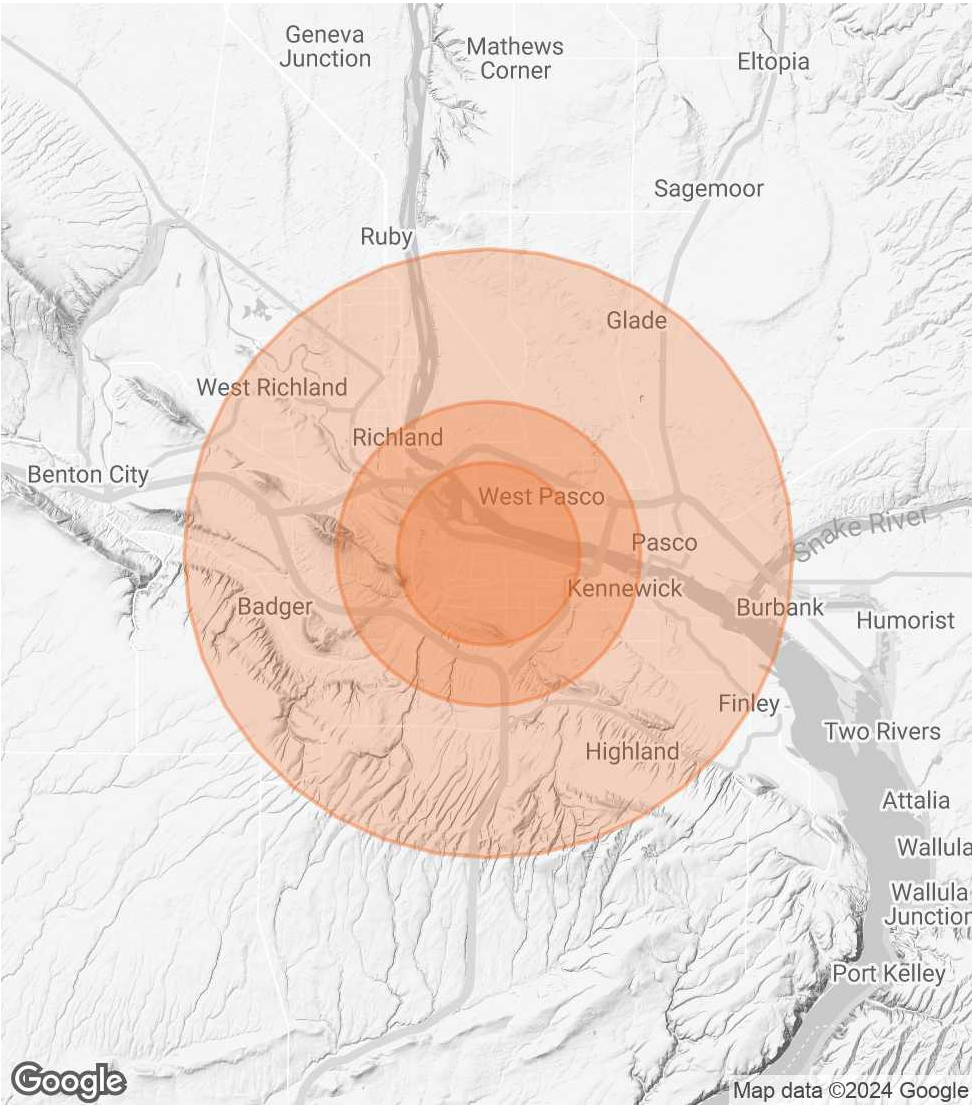 Geneva
Junction
Mathews
Corner
Eltopia
Sagemoor
Ruby
Glade
West Richland
Richland
Benton City
West Pasco
Snake River
Pasco
Kennewick
Badger
Burbank
Humorist
Finley
Two Rivers
Highland
Attalia
Wallula
Wallula
Junction
Port Kelley
Google
Map data ©2024 Google